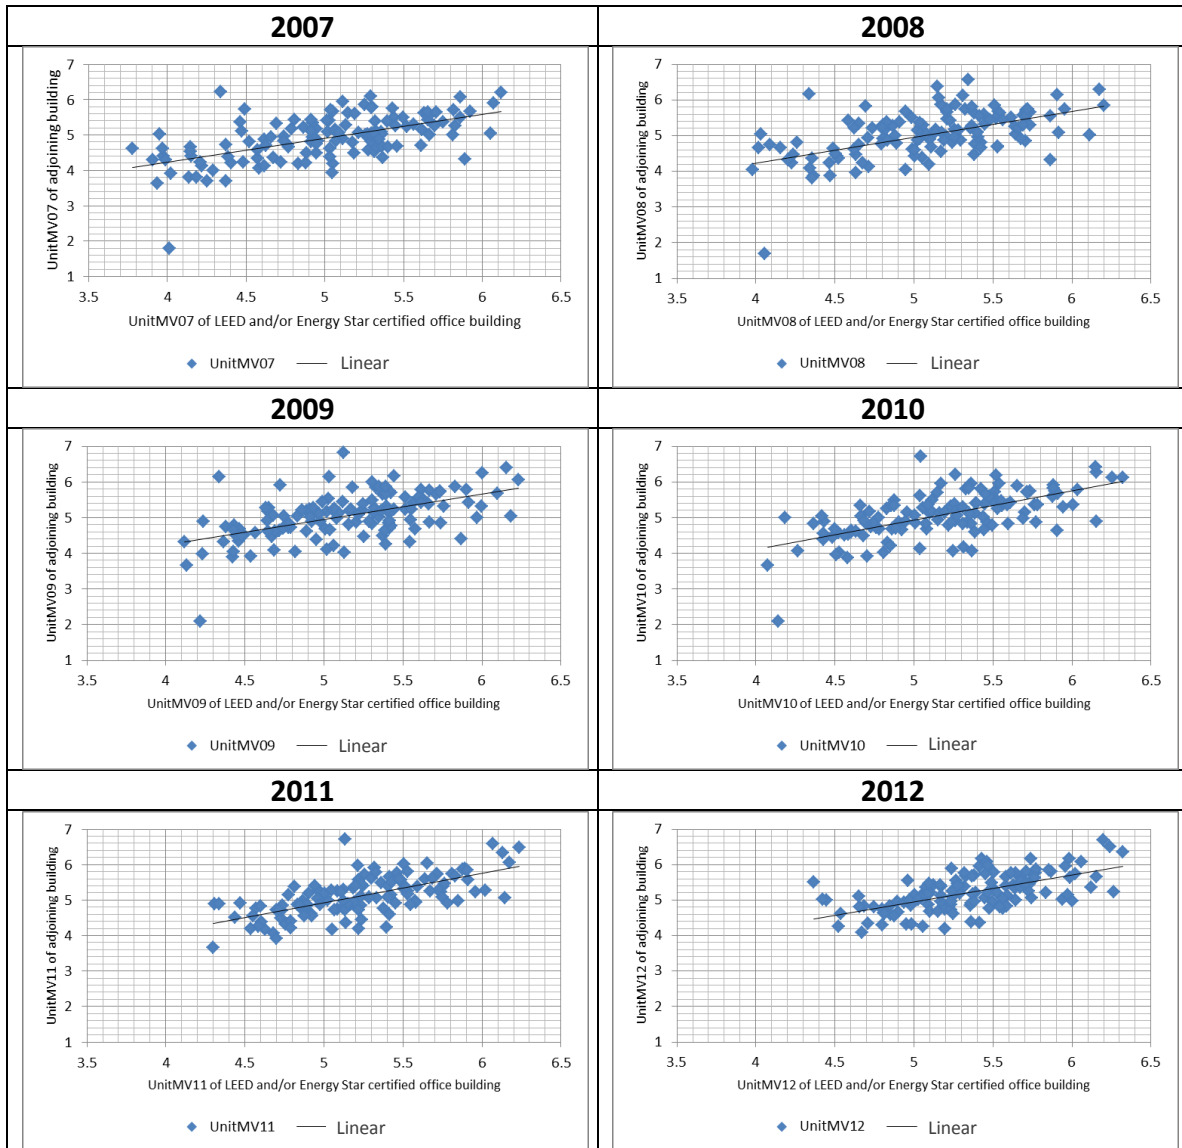 2007
2008
7
6
5
4
3
2
1
UnitMV07 of adjoining building
3.5 4 4.5 5 5.5 6 6.5
UnitMV07 of LEED and/or Energy Star certified office building
UnitMV07 Linear
7
6
5
4
3
2
1
UnitMV08 of adjoining building
3.5 4 4.5 5 5.5 6 6.5
UnitMV08 of LEED and/or Energy Star certified office building
UnitMV08 Linear
2009
2010
7
6
5
4
3
2
1
UnitMV09 of adjoining building
3.5 4 4.5 5 5.5 6 6.5
UnitMV09 of LEED and/or Energy Star certified office building
UnitMV09 Linear
7
6
5
4
3
2
1
UnitMV10 of adjoining building
3.5 4 4.5 5 5.5 6 6.5
UnitMV10 of LEED and/or Energy Star certified office building
UnitMV10 Linear
2011
2012
7
6
5
4
3
2
1
UnitMV11 of adjoining building
3.5 4 4.5 5 5.5 6 6.5
UnitMV11 of LEED and/or Energy Star certified office building
UnitMV11 Linear
7
6
5
4
3
2
1
UnitMV12 of adjoining building
3.5 4 4.5 5 5.5 6 6.5
UnitMV12 of LEED and/or Energy Star certified office building
UnitMV12 Linear